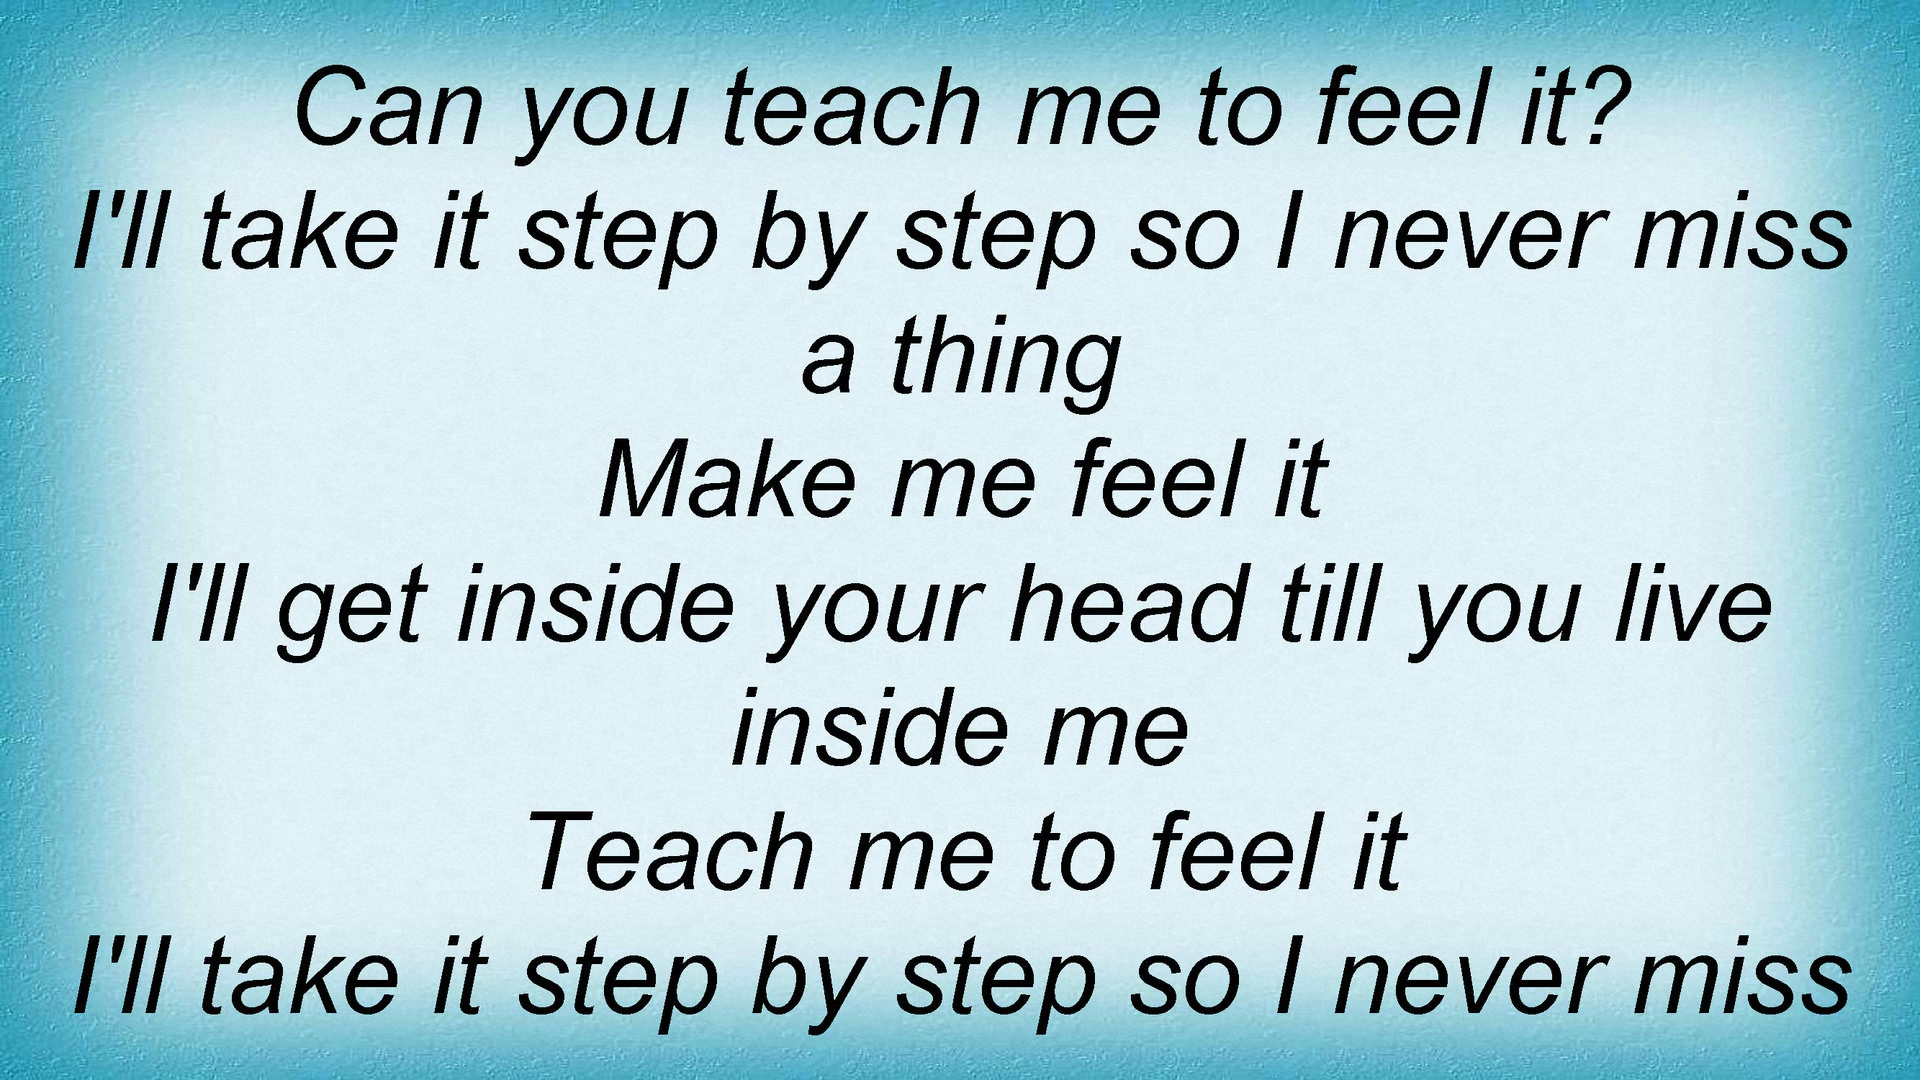 Can you teach me to feel it?
I'll take it step by step so I never miss
a thing
Make me feel it
I'll get inside your head till you live
inside me
Teach me to feel it
I'll take it step by step so I never miss